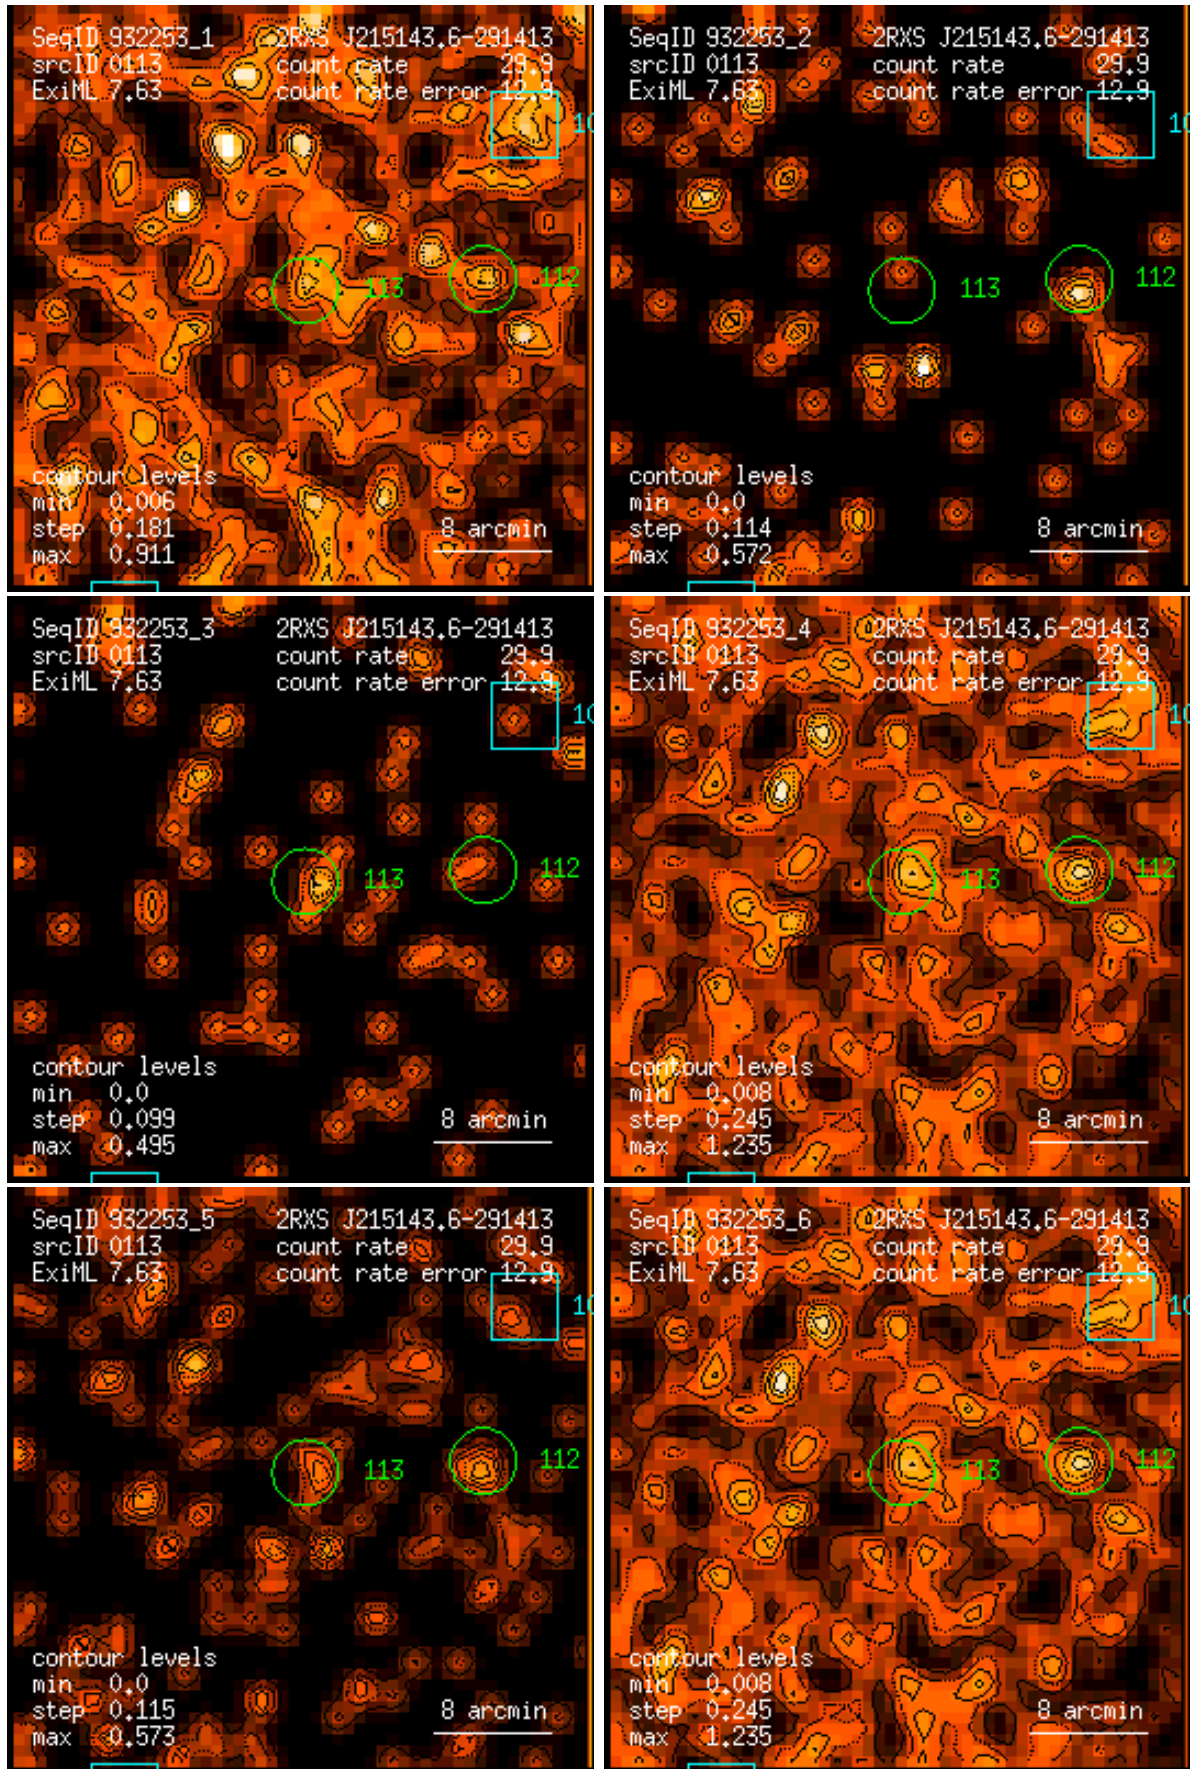 SeqID 932253_1 2RXS J215143.6-291413
srcID 0113 count rate 29.9
ExiML 7.63 count rate error 12.9
10
113
112
contour levels
min 0.006
step 0.181
max 0.911
8 arcmin
SeqID 932253_2 2RXS J215143.6-291413
srcID 0113 count rate 29.9
ExiML 7.63 count rate error 12.9
10
113
112
contour levels
min 0.0
step 0.114
max 0.572
8 arcmin
SeqID 932253_3 2RXS J215143.6-291413
srcID 0113 count rate 29.9
ExiML 7.63 count rate error 12.9
10
113
112
contour levels
min 0.0
step 0.099
max 0.495
8 arcmin
SeqID 932253_4 2RXS J215143.6-291413
srcID 0113 count rate 29.9
ExiML 7.63 count rate error 12.9
10
113
112
contour levels
min 0.008
step 0.245
max 1.235
8 arcmin
SeqID 932253_5 2RXS J215143.6-291413
srcID 0113 count rate 29.9
ExiML 7.63 count rate error 12.9
10
113
112
contour levels
min 0.0
step 0.115
max 0.573
8 arcmin
SeqID 932253_6 2RXS J215143.6-291413
srcID 0113 count rate 29.9
ExiML 7.63 count rate error 12.9
10
113
112
contour levels
min 0.008
step 0.245
max 1.235
8 arcmin